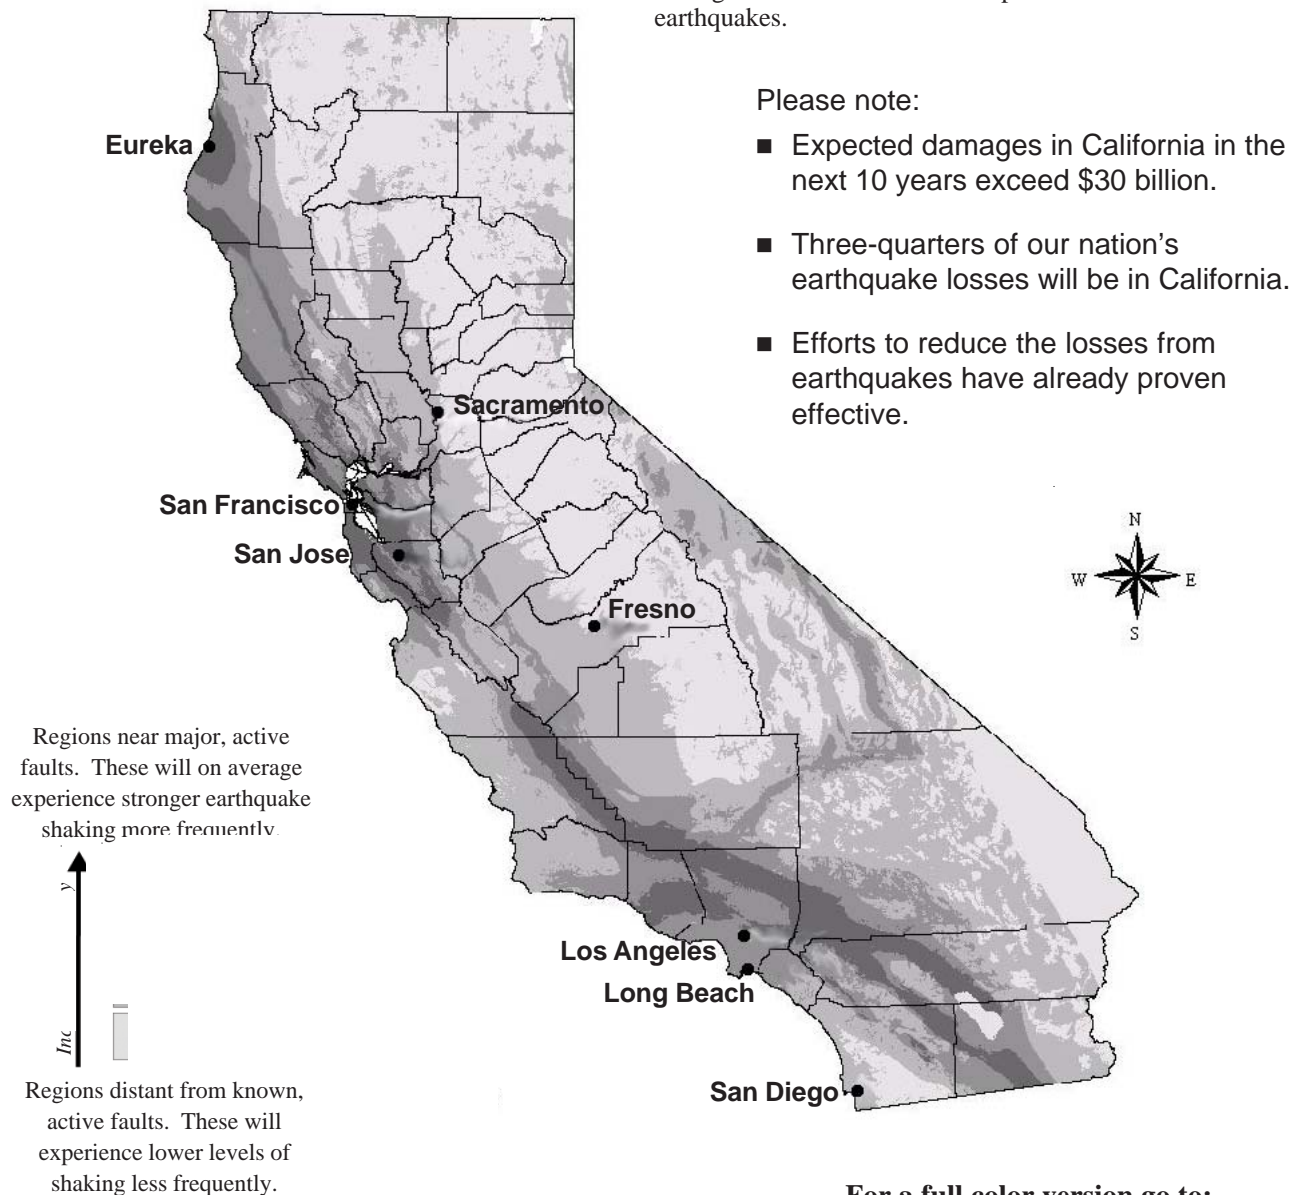 earthquakes.
Please note:
■ Expected damages in California in the
next 10 years exceed $30 billion.
■ Three-quarters of our nation's
earthquake losses will be in California.
■ Efforts to reduce the losses from
earthquakes have already proven
effective.
Eureka
Sacramento
San Francisco
San Jose
Fresno
N
W E
S
Regions near major, active
faults. These will on average
experience stronger earthquake
shaking more frequently.
y
Inc
Los Angeles
Long Beach
San Diego
Regions distant from known,
active faults. These will
experience lower levels of
shaking less frequently.
For a full color version go to: